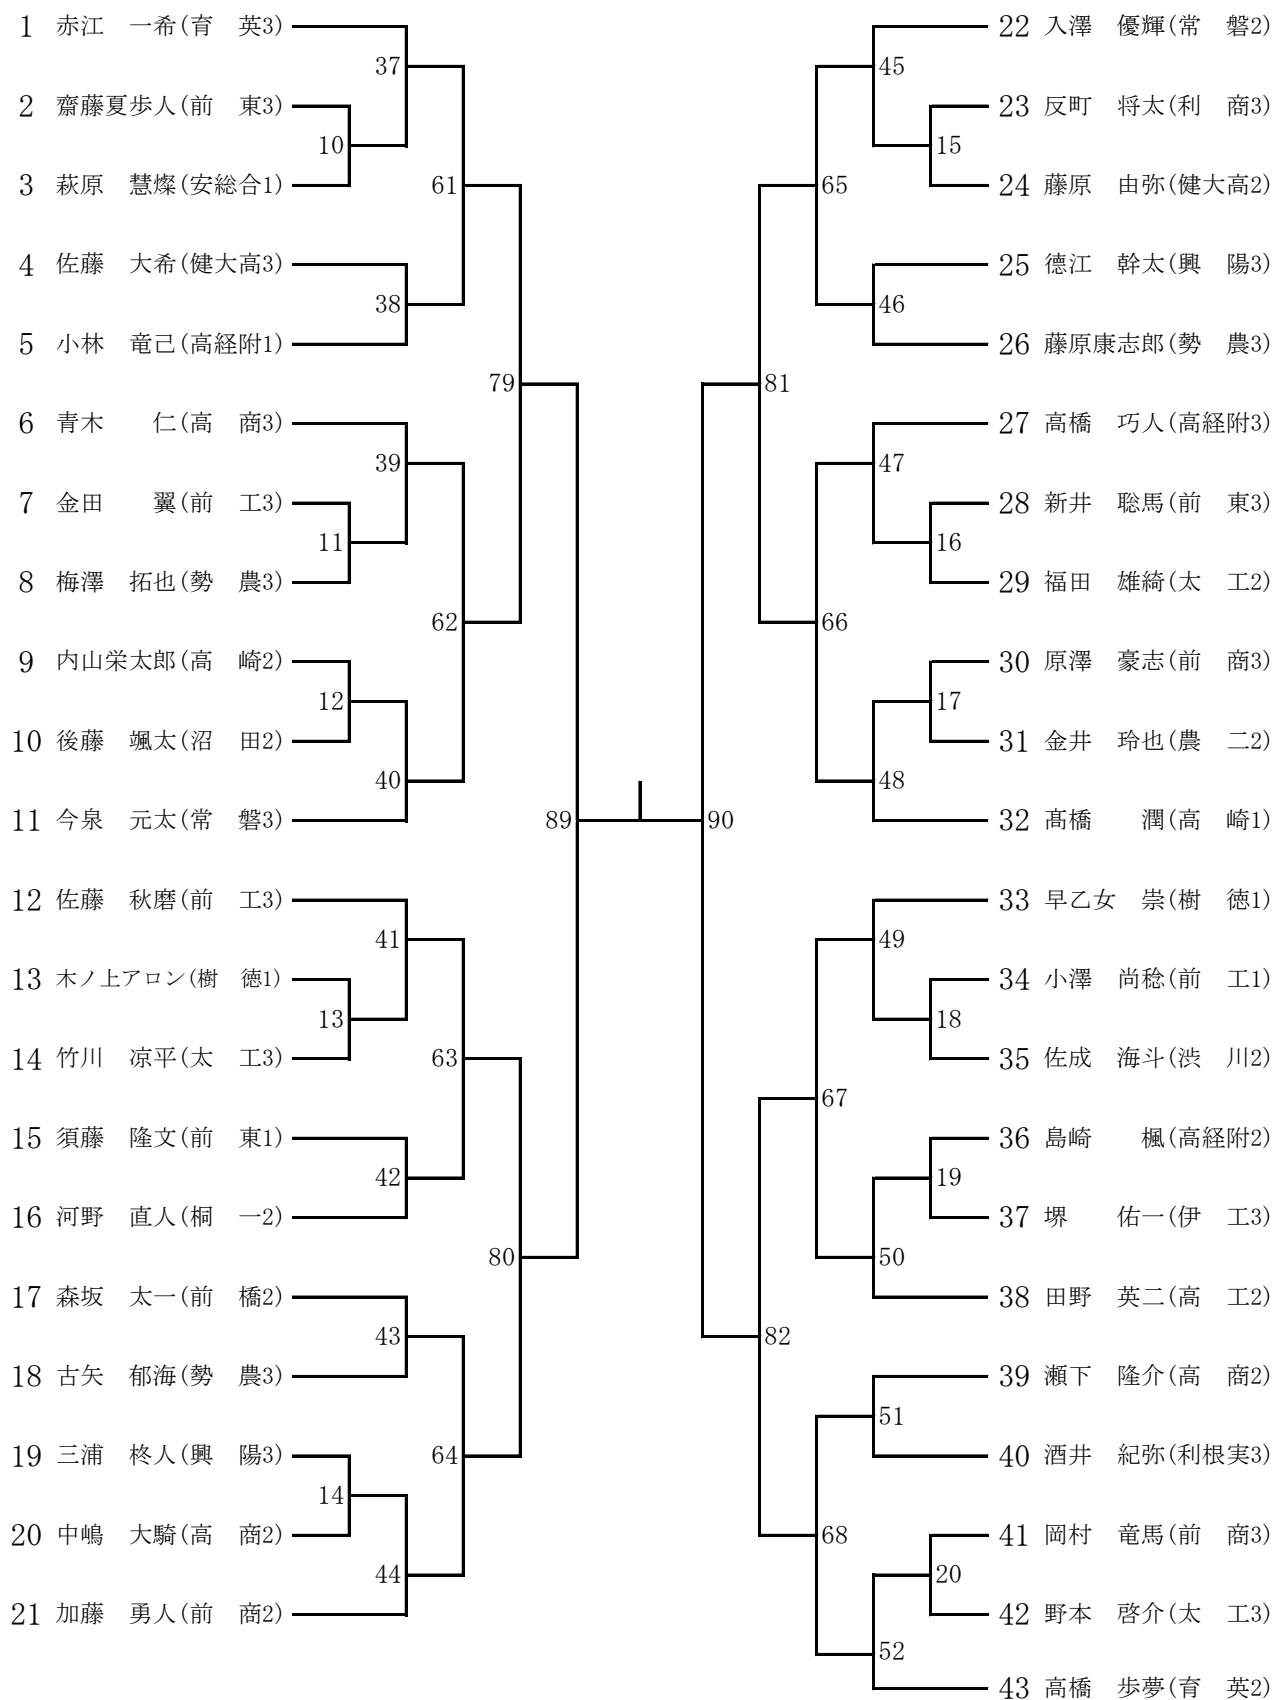 1 赤江　一希(育　英3)
37
2 齋藤夏歩人(前　東3)
10
3 萩原　慧燦(安総合1)
61
4 佐藤　大希(健大高3)
38
5 小林　竜己(高経附1)
79
6 青木　　仁(高　商3)
39
7 金田　　翼(前　工3)
11
8 梅澤　拓也(勢　農3)
62
9 内山栄太郎(高　崎2)
12
10 後藤　颯太(沼　田2)
40
11 今泉　元太(常　磐3)
89
12 佐藤　秋磨(前　工3)
41
13 木ノ上アロン(樹　徳1)
13
14 竹川　凉平(太　工3)
63
15 須藤　隆文(前　東1)
42
16 河野　直人(桐　一2)
80
17 森坂　太一(前　橋2)
43
18 古矢　郁海(勢　農3)
19 三浦　柊人(興　陽3)
64
14
20 中嶋　大騎(高　商2)
44
21 加藤　勇人(前　商2)
22 入澤　優輝(常　磐2)
45
23 反町　将太(利　商3)
15
24 藤原　由弥(健大高2)
65
25 徳江　幹太(興　陽3)
46
26 藤原康志郎(勢　農3)
81
27 高橋　巧人(高経附3)
47
28 新井　聡馬(前　東3)
16
29 福田　雄綺(太　工2)
66
30 原澤　豪志(前　商3)
17
31 金井　玲也(農　二2)
48
32 髙橋　　潤(高　崎1)
90
33 早乙女　崇(樹　徳1)
49
34 小澤　尚稔(前　工1)
18
35 佐成　海斗(渋　川2)
67
36 島崎　　楓(高経附2)
19
37 堺　　佑一(伊　工3)
50
38 田野　英二(高　工2)
82
39 瀬下　隆介(高　商2)
51
40 酒井　紀弥(利根実3)
41 岡村　竜馬(前　商3)
68
20
42 野本　啓介(太　工3)
52
43 高橋　歩夢(育　英2)